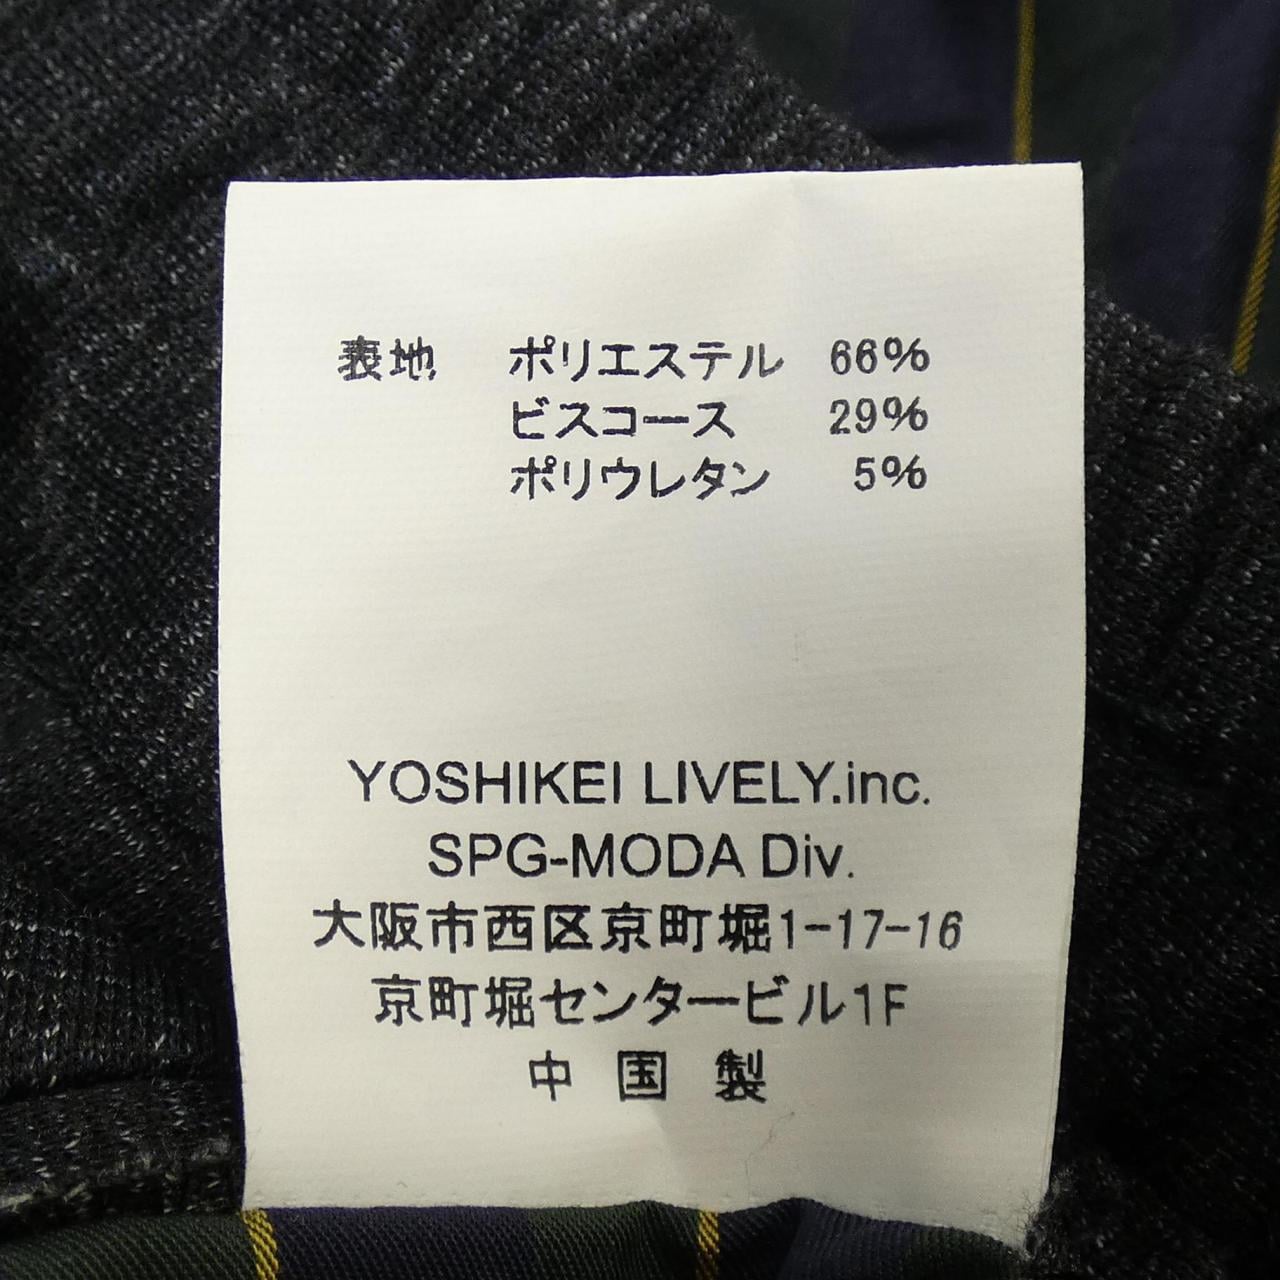 表地 ポリエステル 66%
ビスコース 29%
ポリウレタン 5%
YOSHIKEI LIVELY.inc.
SPG-MODA Div.
大阪市西区京町堀1-17-16
京町堀センタービル1F
中国製